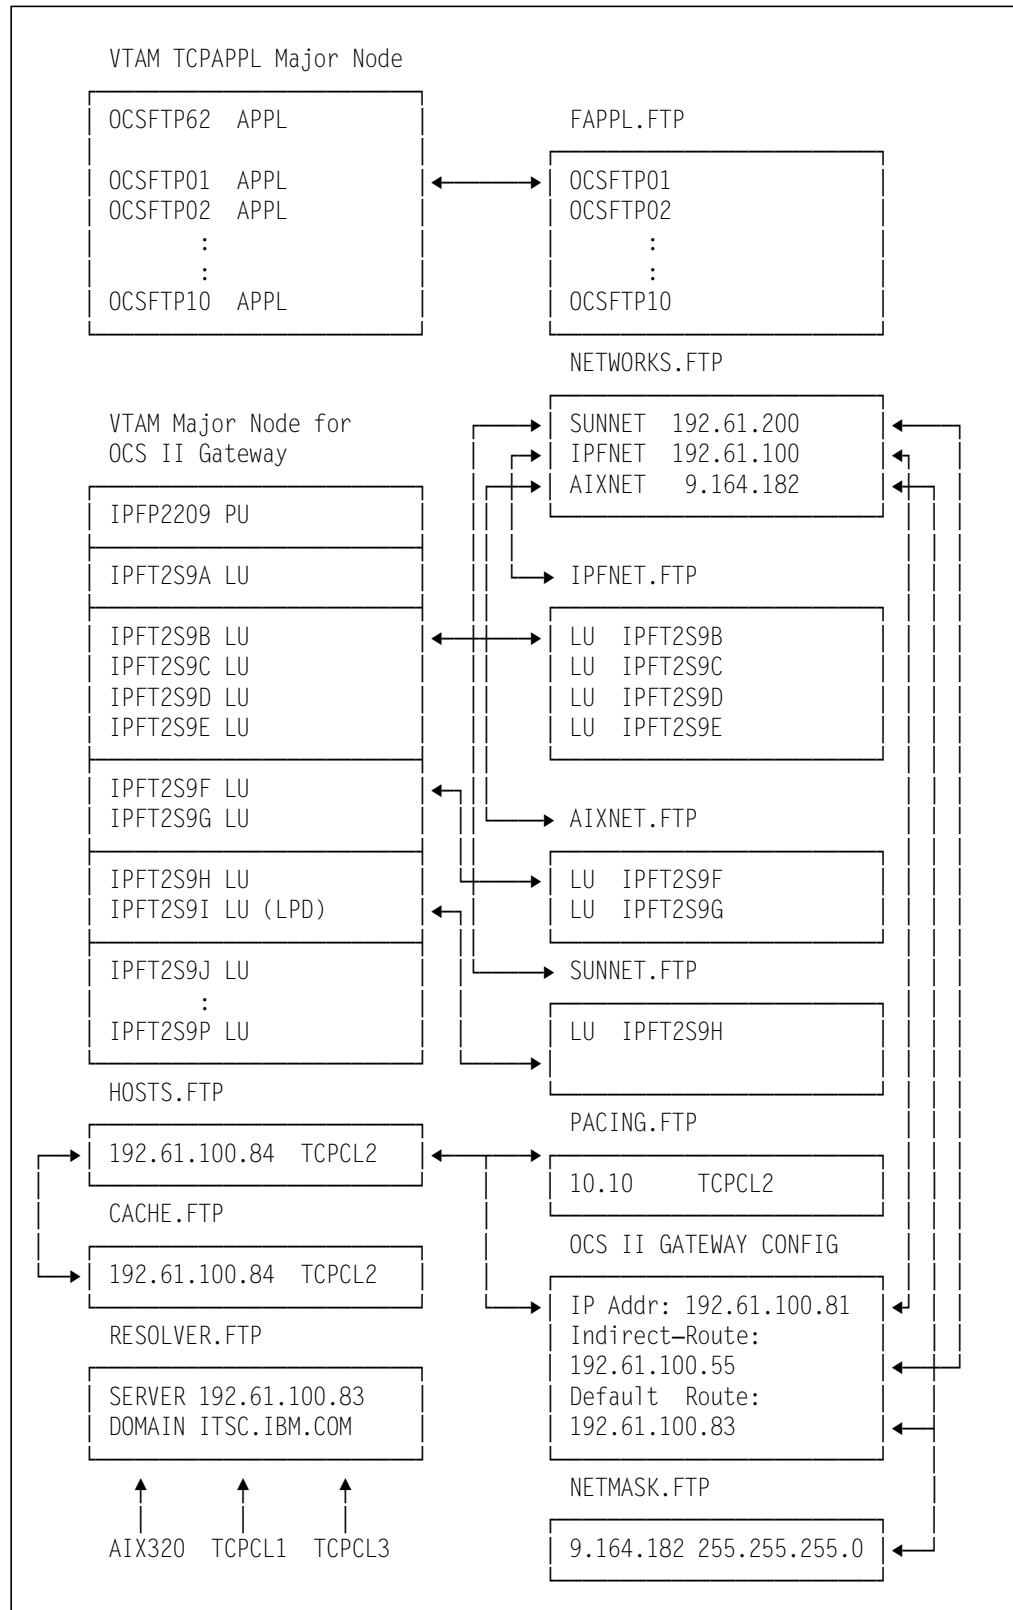 VTAM TCPAPPL Major Node
OCSFTP62 APPL
OCSFTP01 APPL
OCSFTP02 APPL
:
:
OCSFTP10 APPL
FAPPL.FTP
OCSFTP01
OCSFTP02
:
:
OCSFTP10
NETWORKS.FTP
SUNNET 192.61.200
IPFNET 192.61.100
AIXNET 9.164.182
VTAM Major Node for
OCS II Gateway
IPFP2209 PU
IPFT2S9A LU
IPFT2S9B LU
IPFT2S9C LU
IPFT2S9D LU
IPFT2S9E LU
IPFT2S9F LU
IPFT2S9G LU
IPFT2S9H LU
IPFT2S9I LU (LPD)
IPFT2S9J LU
:
IPFT2S9P LU
IPFNET.FTP
LU IPFT2S9B
LU IPFT2S9C
LU IPFT2S9D
LU IPFT2S9E
AIXNET.FTP
LU IPFT2S9F
LU IPFT2S9G
SUNNET.FTP
LU IPFT2S9H
HOSTS.FTP
192.61.100.84 TCPCL2
CACHE.FTP
192.61.100.84 TCPCL2
RESOLVER.FTP
SERVER 192.61.100.83
DOMAIN ITSC.IBM.COM
AIX320 TCPCL1 TCPCL3
PACING.FTP
10.10 TCPCL2
OCS II GATEWAY CONFIG
IP Addr: 192.61.100.81
Indirect–Route:
192.61.100.55
Default Route:
192.61.100.83
NETMASK.FTP
9.164.182 255.255.255.0